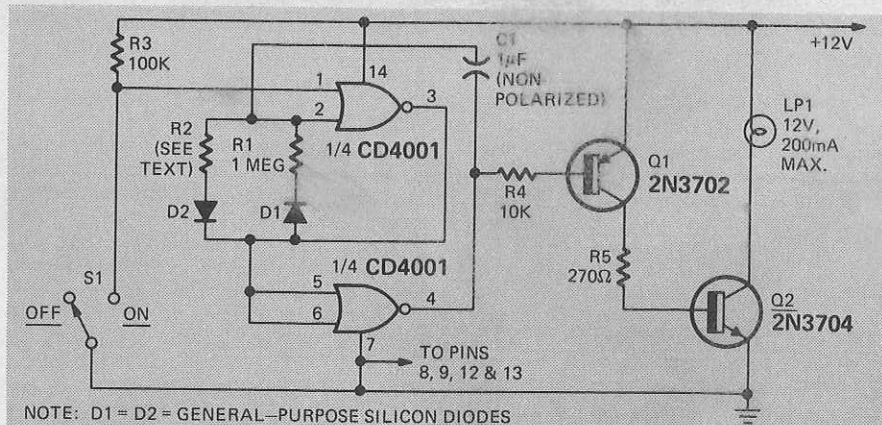 R3
100K
14
C1
1µF
(NON
POLARIZED)
+12V
1
2
3
R2
(SEE
TEXT)
R1
1 MEG
1/4 CD4001
LP1
12V,
200mA
MAX.
Q1
2N3702
R4
10K
D2
D1
1/4 CD4001
R5
270Ω
S1
OFF
ON
5
6
4
7
Q2
2N3704
TO PINS
8, 9, 12 & 13
NOTE: D1 = D2 = GENERAL–PURPOSE SILICON DIODES